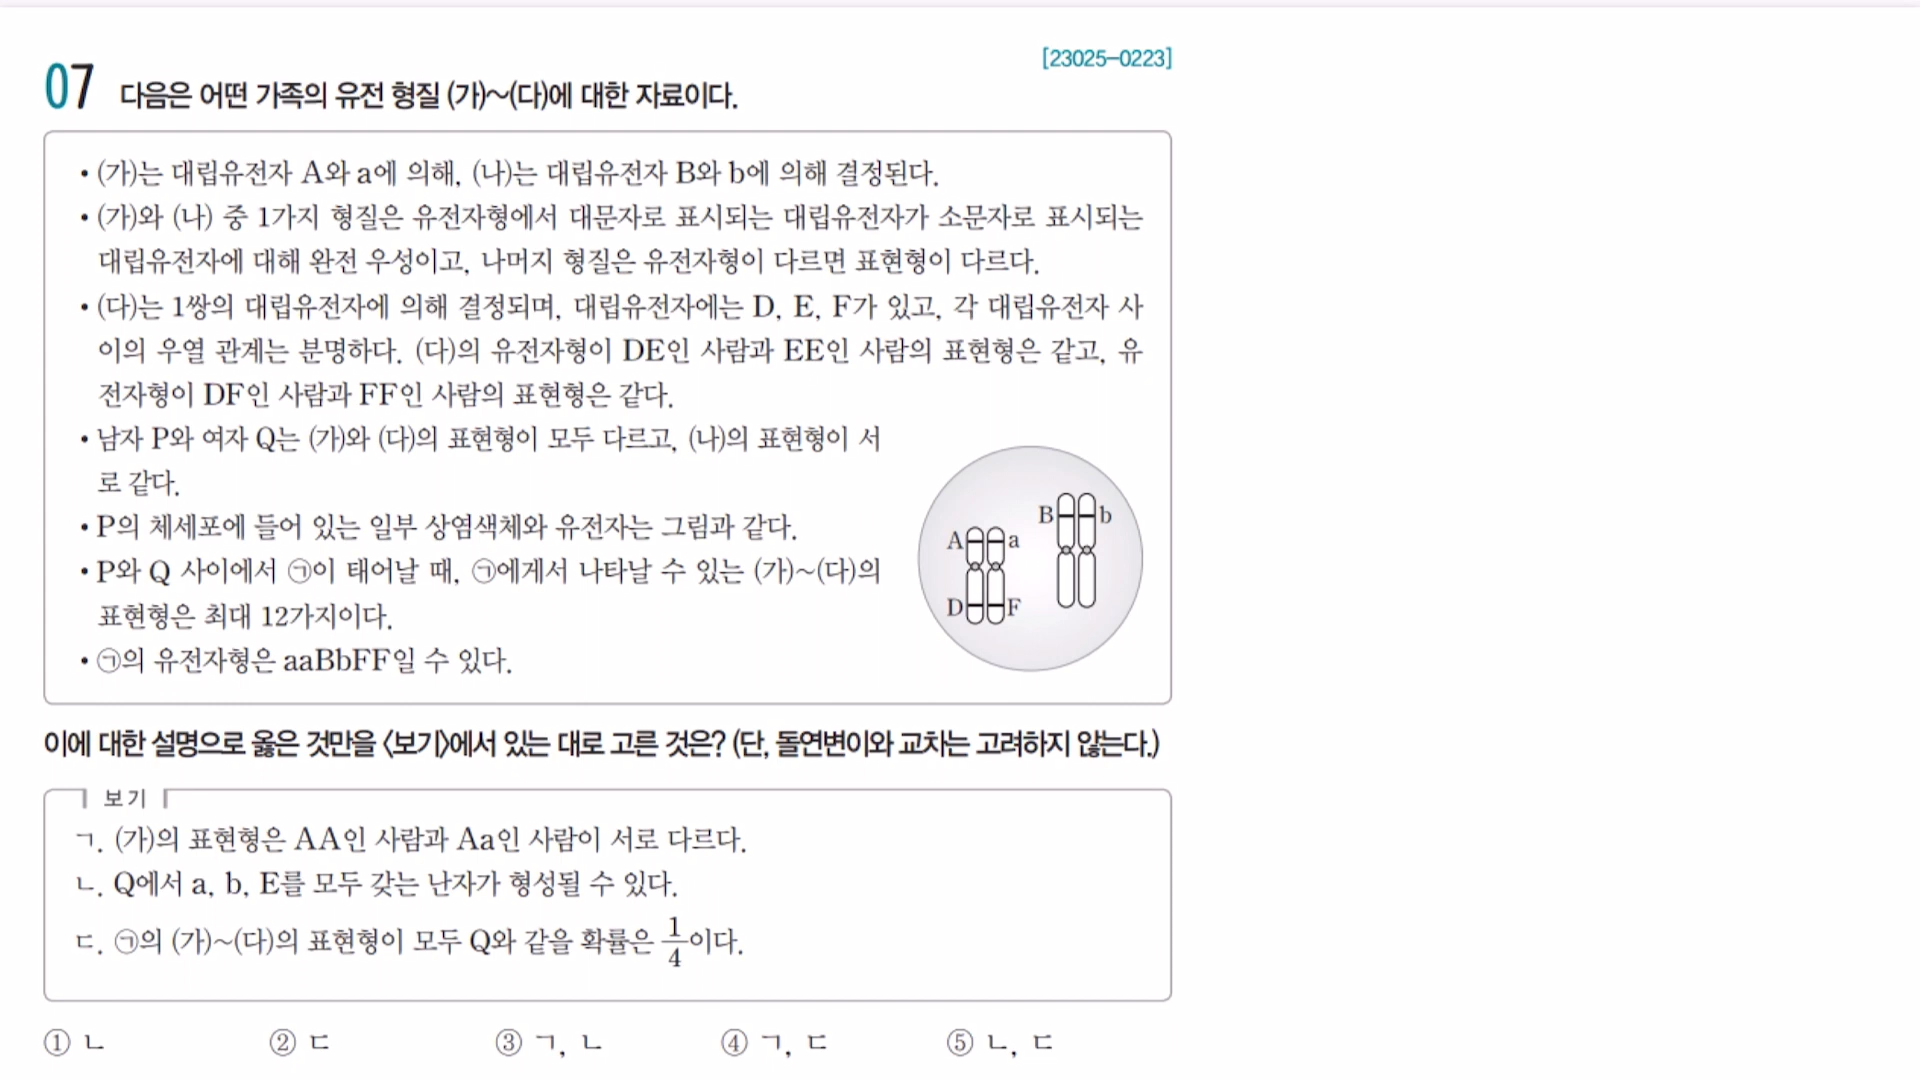 [23025-0223]
07 다음은 어떤 가족의 유전 형질 (가)~(다)에 대한 자료이다.
• (가)는 대립유전자 A와 a에 의해, (나)는 대립유전자 B와 b에 의해 결정된다.
• (가)와 (나) 중 1가지 형질은 유전자형에서 대문자로 표시되는 대립유전자가 소문자로 표시되는
대립유전자에 대해 완전 우성이고, 나머지 형질은 유전자형이 다르면 표현형이 다르다.
• (다)는 1쌍의 대립유전자에 의해 결정되며, 대립유전자에는 D, E, F가 있고, 각 대립유전자 사
이의 우열 관계는 분명하다. (다)의 유전자형이 DE인 사람과 EE인 사람의 표현형은 같고, 유
전자형이 DF인 사람과 FF인 사람의 표현형은 같다.
• 남자 P와 여자 Q는 (가)와 (다)의 표현형이 모두 다르고, (나)의 표현형이 서
로 같다.
• P의 체세포에 들어 있는 일부 상염색체와 유전자는 그림과 같다.
• P와 Q 사이에서 ㉠이 태어날 때, ㉠에게서 나타날 수 있는 (가)~(다)의
표현형은 최대 12가지이다.
• ㉠의 유전자형은 aaBbFF일 수 있다.
B b
A a
D F
이에 대한 설명으로 옳은 것만을 <보기>에서 있는 대로 고른 것은? (단, 돌연변이와 교차는 고려하지 않는다.)
보기
ㄱ. (가)의 표현형은 AA인 사람과 Aa인 사람이 서로 다르다.
ㄴ. Q에서 a, b, E를 모두 갖는 난자가 형성될 수 있다.
ㄷ. ㉠의 (가)~(다)의 표현형이 모두 Q와 같을 확률은 1/4이다.
① ㄴ ② ㄷ ③ ㄱ, ㄴ ④ ㄱ, ㄷ ⑤ ㄴ, ㄷ